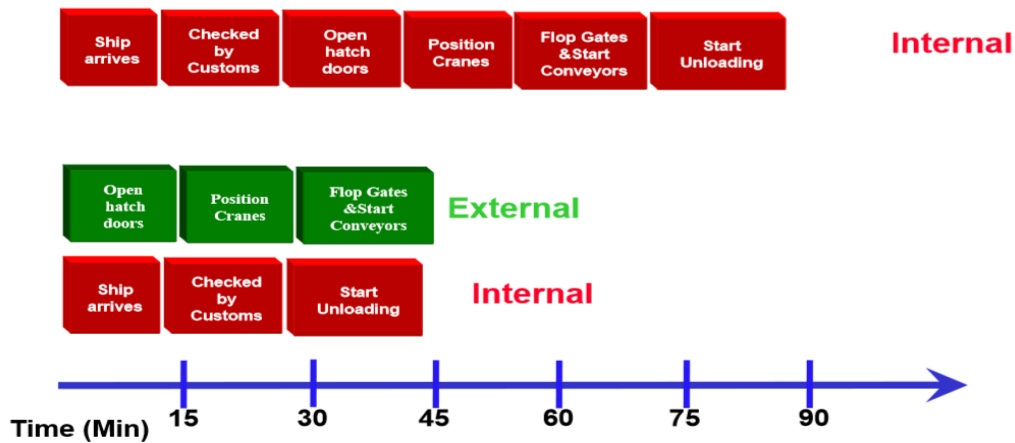 Ship
arrives
Checked
by
Customs
Open
hatch
doors
Position
Cranes
Flop Gates
&Start
Conveyors
Start
Unloading
Internal
Open
hatch
doors
Position
Cranes
Flop Gates
&Start
Conveyors
External
Ship
arrives
Checked
by
Customs
Start
Unloading
Internal
15
30
45
60
75
90
Time (Min)